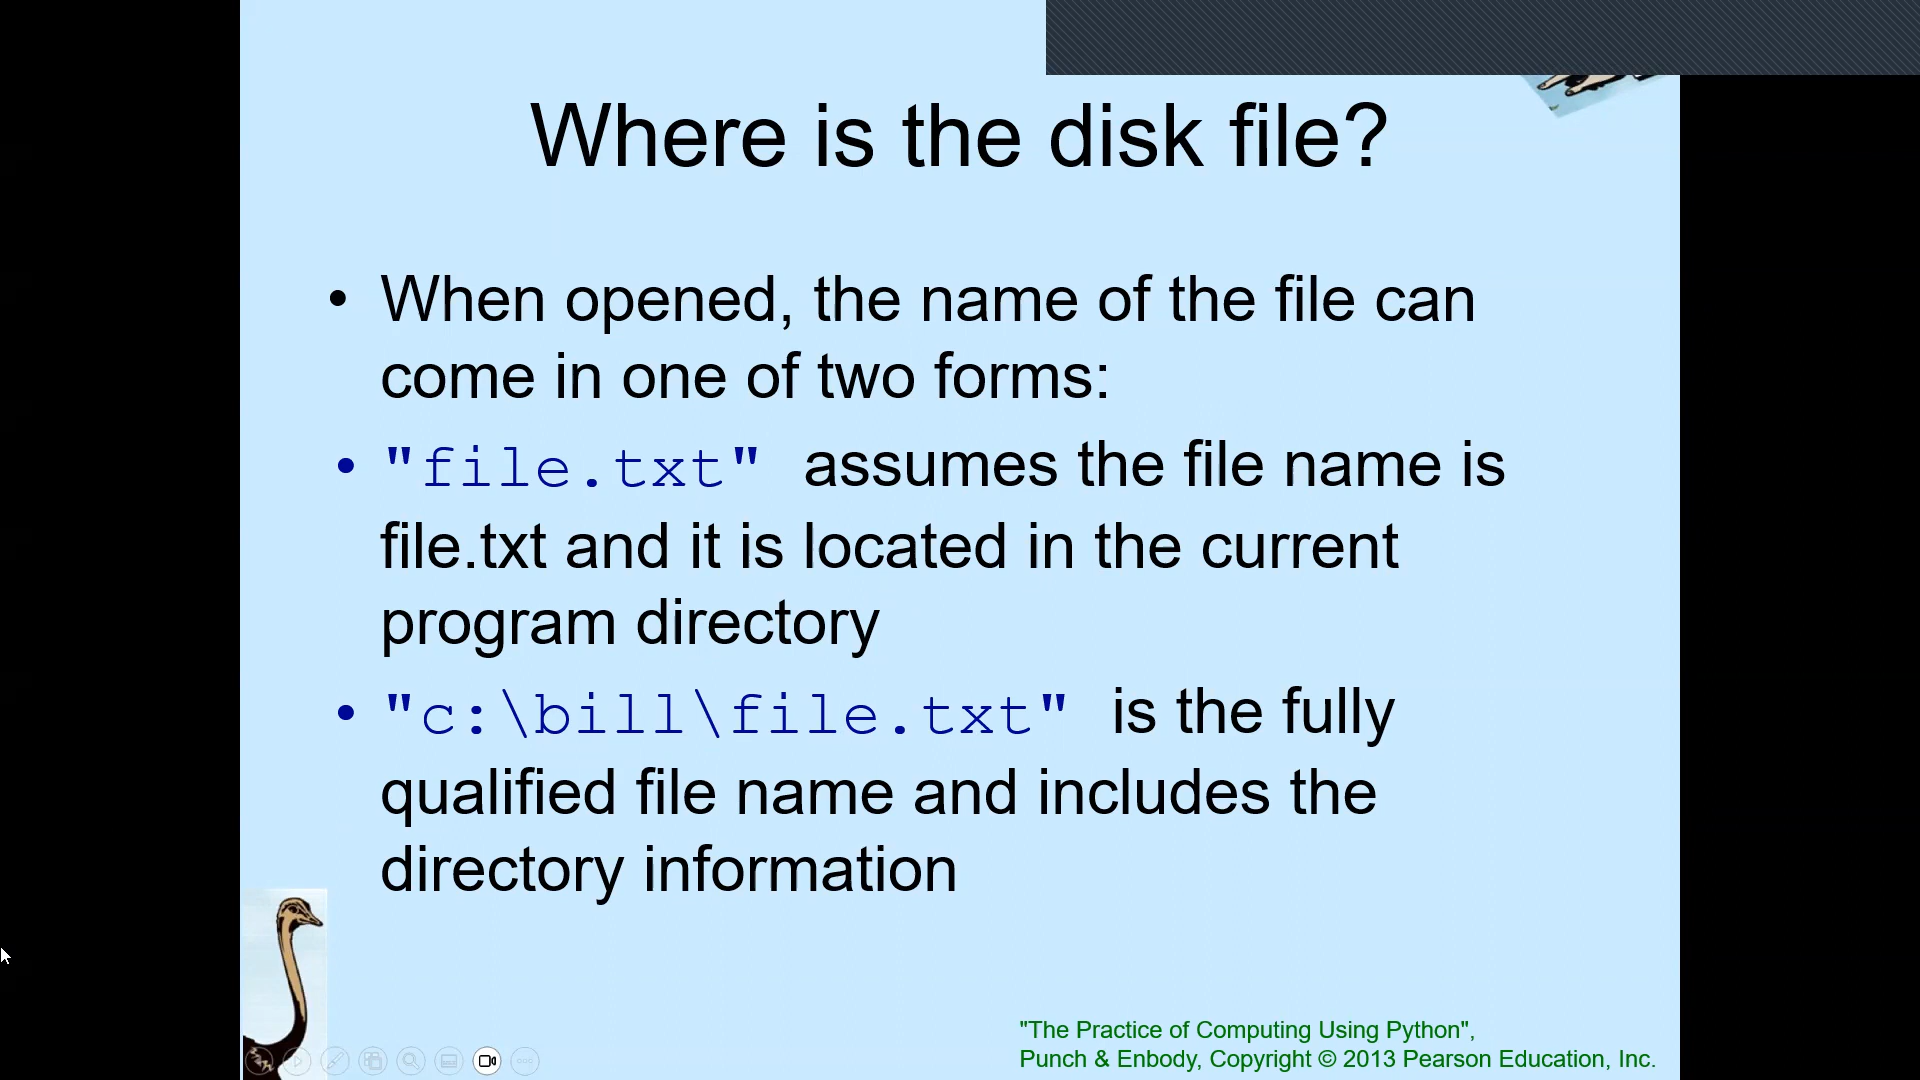 Where is the disk file?
• When opened, the name of the file can
come in one of two forms:
• "file.txt" assumes the file name is
file.txt and it is located in the current
program directory
• "c:\bill\file.txt" is the fully
qualified file name and includes the
directory information
"The Practice of Computing Using Python",
Punch & Enbody, Copyright © 2013 Pearson Education, Inc.